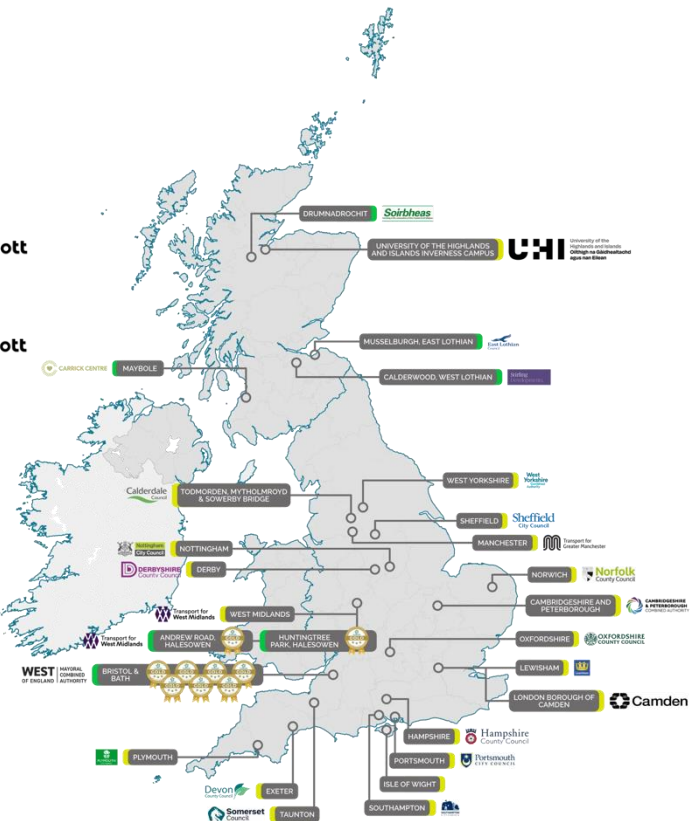 DRUMNADROCHIT
Soirbheas
ott
UNIVERSITY OF THE HIGHLANDS
AND ISLANDS INVERNESS CAMPUS
UHI
University of the
Highlands and Islands
Oilthigh na Gàidhealtachd
agus nan Eilean
ott
MUSSELBURGH, EAST LOTHIAN
East Lothian
Council
CARRICK CENTRE
MAYBOLE
CALDERWOOD, WEST LOTHIAN
Stirling
WEST YORKSHIRE
West
Yorkshire
Combined
Authority
Calderdale
Council
TODMORDEN, MYTHOLMROYD
& SOWERBY BRIDGE
SHEFFIELD
Sheffield
City Council
MANCHESTER
Transport for
Greater Manchester
Nottingham
City Council
NOTTINGHAM
DERBYSHIRE
County Council
DERBY
NORWICH
Norfolk
County Council
CAMBRIDGESHIRE AND
PETERBOROUGH
CAMBRIDGESHIRE
& PETERBOROUGH
COMBINED AUTHORITY
Transport for
West Midlands
WEST MIDLANDS
Transport for
West Midlands
ANDREW ROAD,
HALESOWEN
HUNTINGTREE
PARK, HALESOWEN
OXFORDSHIRE
OXFORDSHIRE
COUNTY COUNCIL
WEST
OF ENGLAND
MAYORAL
COMBINED
AUTHORITY
BRISTOL &
BATH
LEWISHAM
LONDON BOROUGH OF
CAMDEN
Camden
HAMPSHIRE
Hampshire
County Council
PLYMOUTH
PORTSMOUTH
Portsmouth
CITY COUNCIL
ISLE OF WIGHT
Devon
County Council
EXETER
Somerset
Council
TAUNTON
SOUTHAMPTON